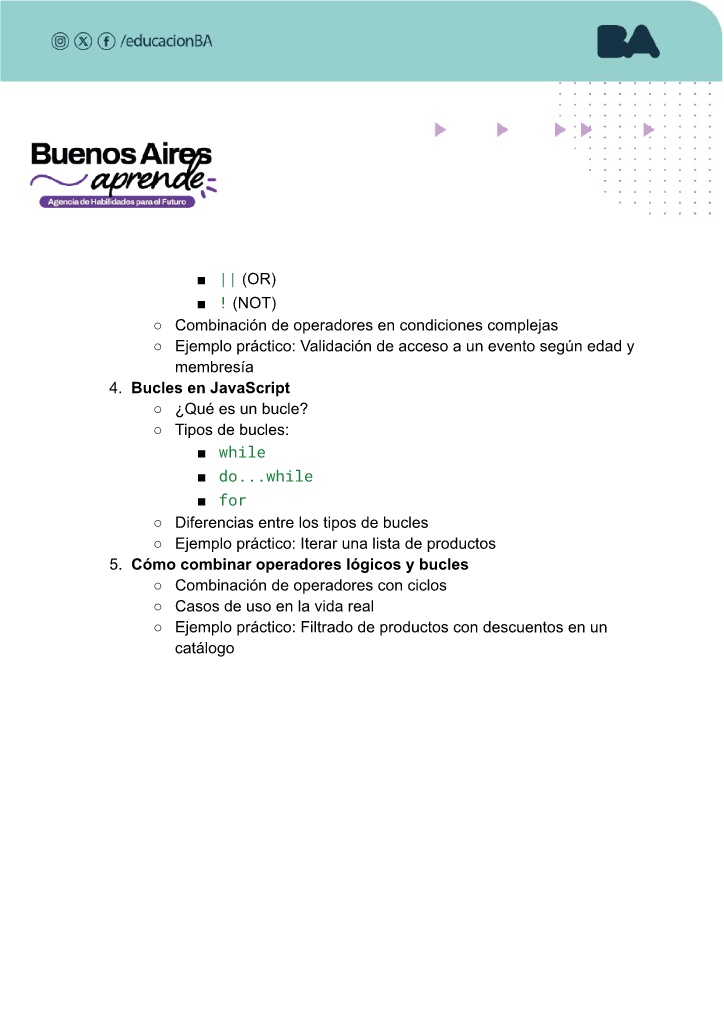 /educacionBA
BA
Buenos Aires
aprende
Agencia de Habilidades para el Futuro
■ || (OR)
■ ! (NOT)
○ Combinación de operadores en condiciones complejas
○ Ejemplo práctico: Validación de acceso a un evento según edad y
membresía
4. Bucles en JavaScript
○ ¿Qué es un bucle?
○ Tipos de bucles:
■ while
■ do...while
■ for
○ Diferencias entre los tipos de bucles
○ Ejemplo práctico: Iterar una lista de productos
5. Cómo combinar operadores lógicos y bucles
○ Combinación de operadores con ciclos
○ Casos de uso en la vida real
○ Ejemplo práctico: Filtrado de productos con descuentos en un
catálogo